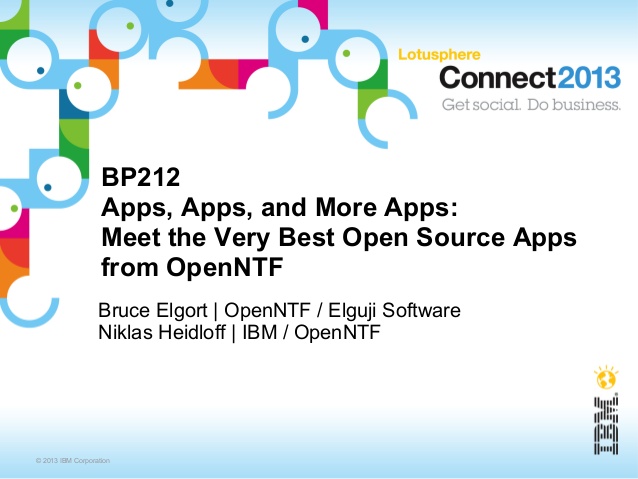 Lotusphere
Connect2013
Get social. Do business.
BP212
Apps, Apps, and More Apps:
Meet the Very Best Open Source Apps
from OpenNTF
Bruce Elgort | OpenNTF / Elguji Software
Niklas Heidloff | IBM / OpenNTF
IBM
© 2013 IBM Corporation